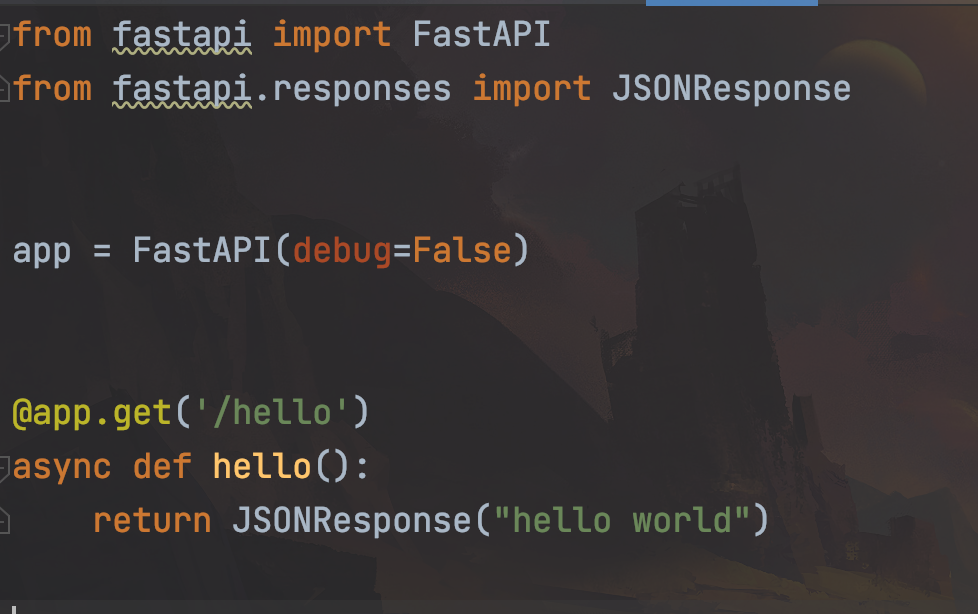 from fastapi import FastAPI
from fastapi.responses import JSONResponse
app = FastAPI(debug=False)
@app.get('/hello')
async def hello():
    return JSONResponse("hello world")